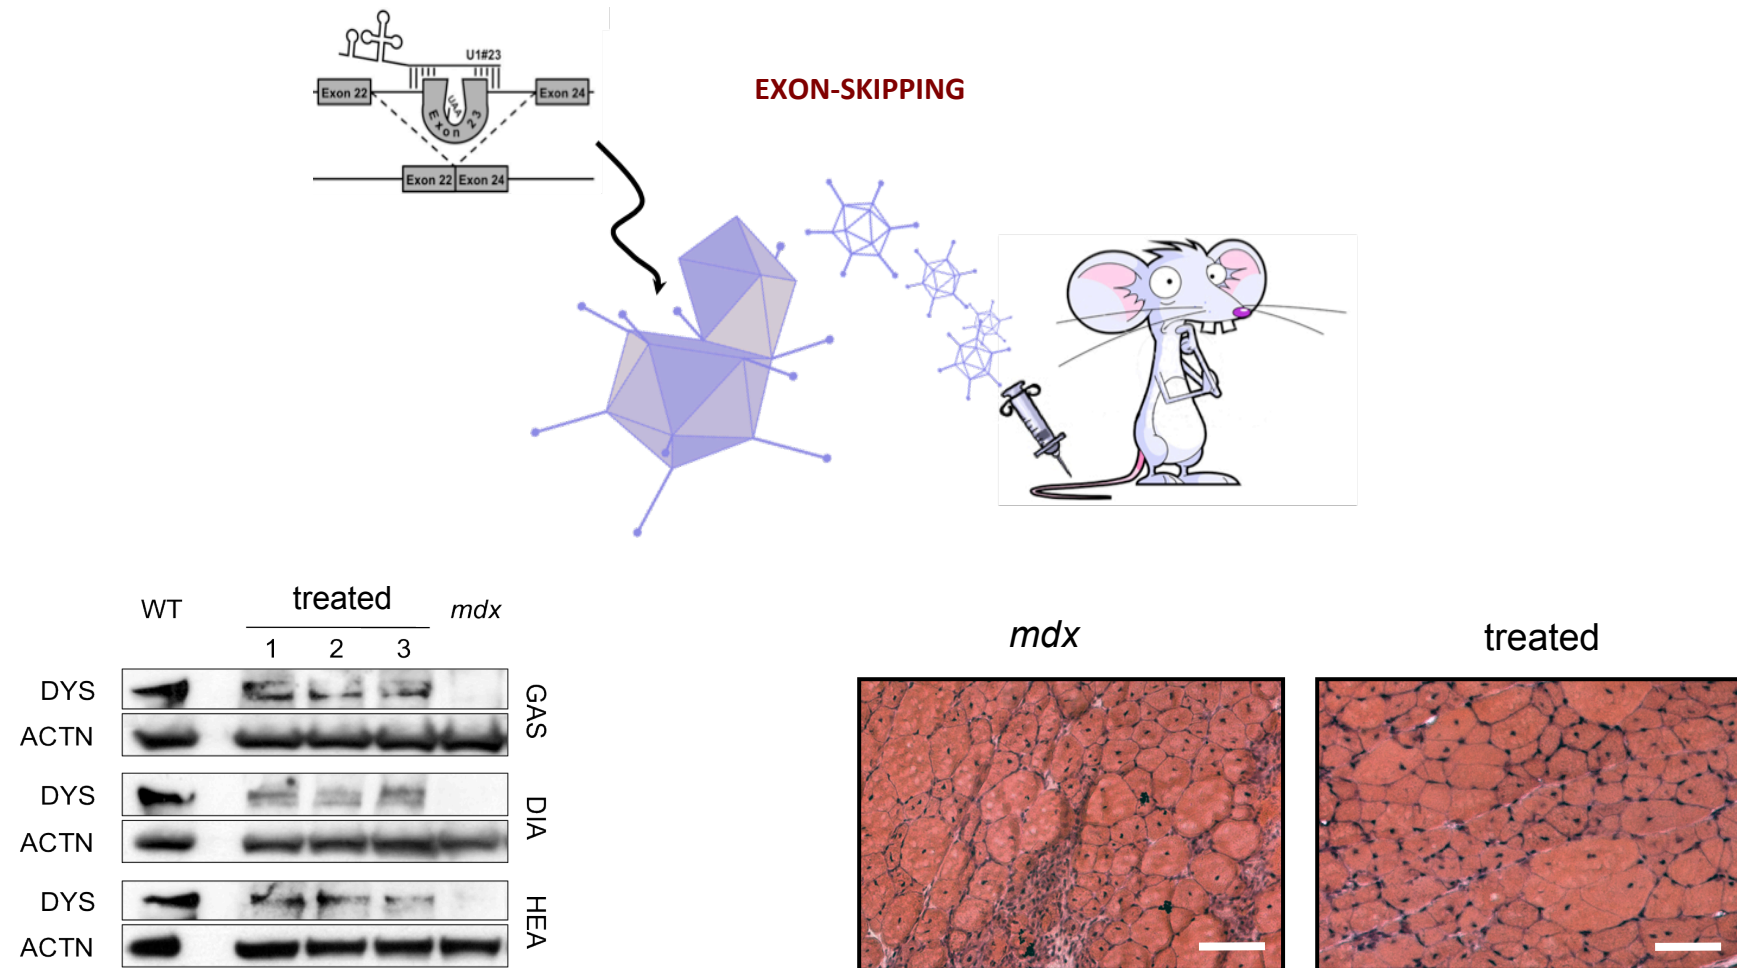 U1#23
Exon 22
UAA
Exon 23
Exon 24
Exon 22 Exon 24
EXON-SKIPPING
WT treated mdx
1 2 3
DYS
ACTN
GAS
DYS
ACTN
DIA
DYS
ACTN
HEA
mdx
treated